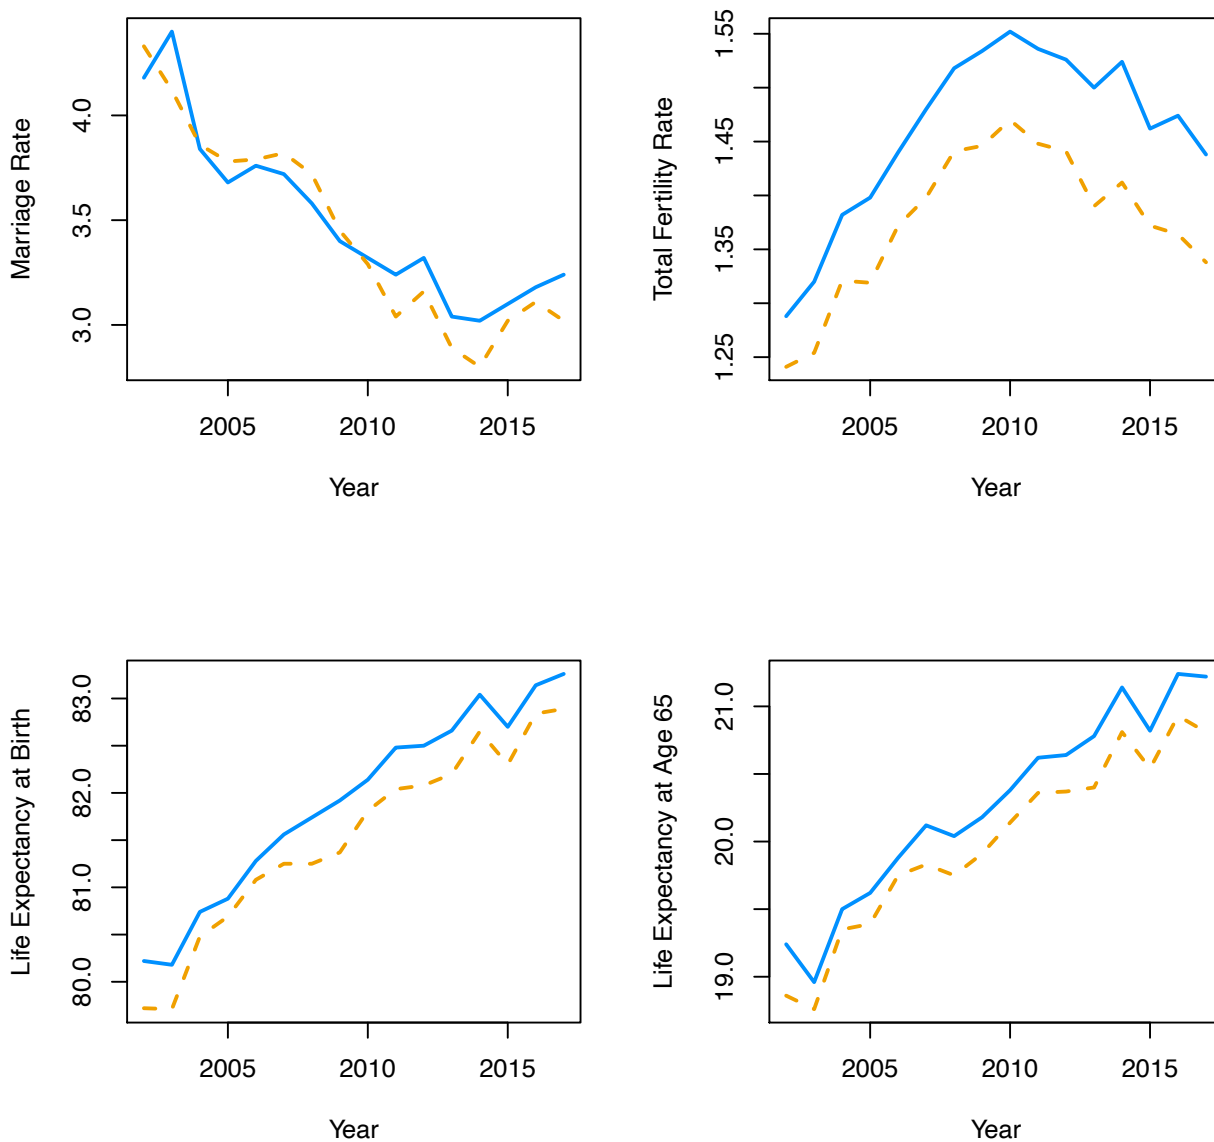 Marriage Rate
4.0
3.5
3.0
2005 2010 2015
Year
Total Fertility Rate
1.55
1.45
1.35
1.25
2005 2010 2015
Year
Life Expectancy at Birth
83.0
82.0
81.0
80.0
2005 2010 2015
Year
Life Expectancy at Age 65
21.0
20.0
19.0
2005 2010 2015
Year